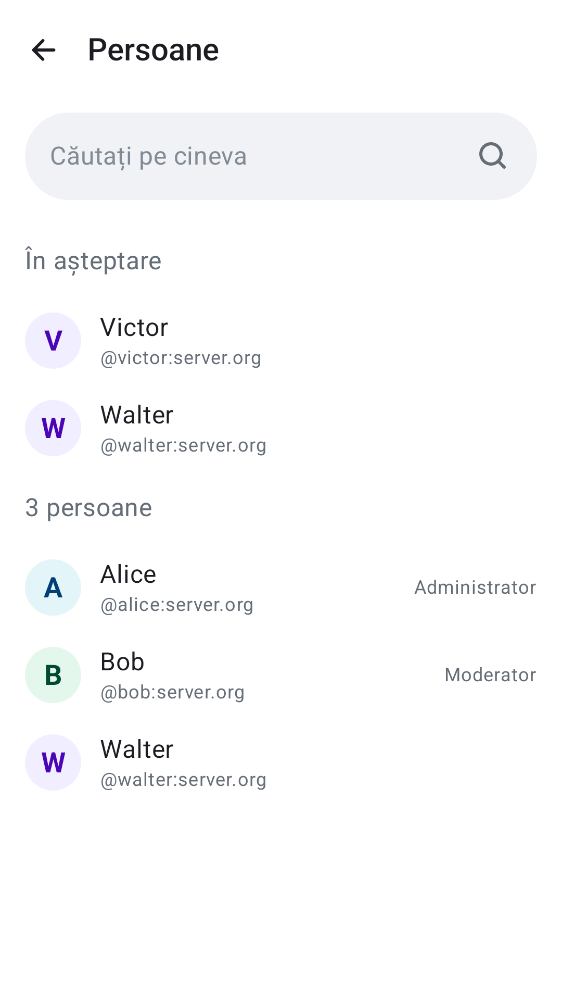 Persoane
Căutați pe cineva
În așteptare
V
Victor
@victor:server.org
W
Walter
@walter:server.org
3 persoane
A
Alice
@alice:server.org
Administrator
B
Bob
@bob:server.org
Moderator
W
Walter
@walter:server.org